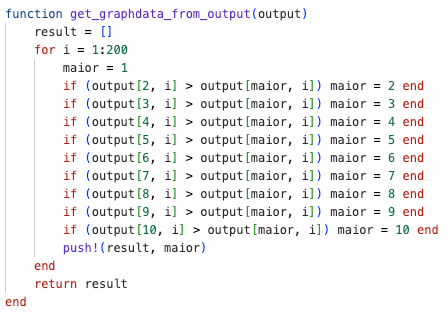 function get_graphdata_from_output(output)
    result = []
    for i = 1:200
        maior = 1
        if (output[2, i] > output[maior, i]) maior = 2 end
        if (output[3, i] > output[maior, i]) maior = 3 end
        if (output[4, i] > output[maior, i]) maior = 4 end
        if (output[5, i] > output[maior, i]) maior = 5 end
        if (output[6, i] > output[maior, i]) maior = 6 end
        if (output[7, i] > output[maior, i]) maior = 7 end
        if (output[8, i] > output[maior, i]) maior = 8 end
        if (output[9, i] > output[maior, i]) maior = 9 end
        if (output[10, i] > output[maior, i]) maior = 10 end
        push!(result, maior)
    end
    return result
end